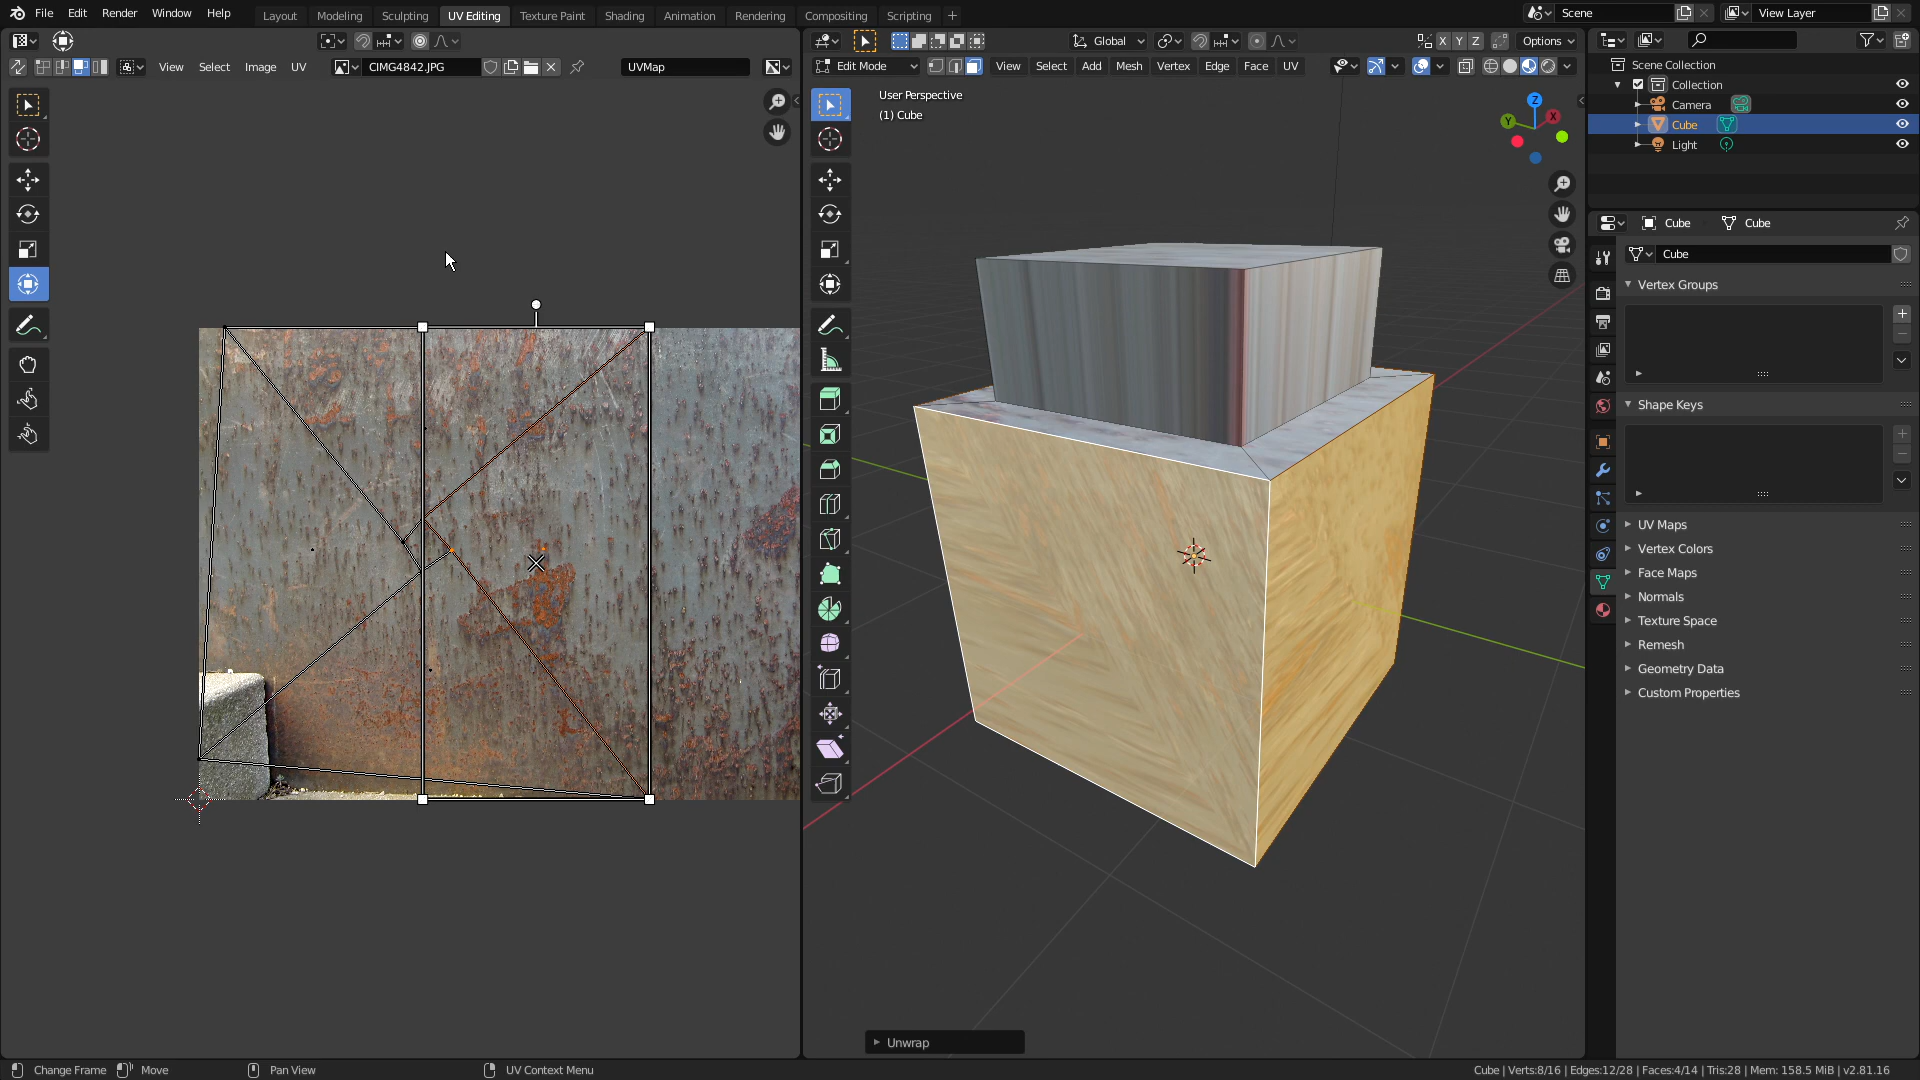 File Edit Render Window Help
Layout Modeling Sculpting UV Editing Texture Paint Shading Animation Rendering Compositing Scripting +
Scene
View Layer
Global
X Y Z
Options
View Select Image UV
CIMG4842.JPG
UVMap
Edit Mode
View Select Add Mesh Vertex Edge Face UV
User Perspective
(1) Cube
Z
Y
X
Unwrap
Scene Collection
Collection
Camera
Cube
Light
Cube
Cube
Cube
Vertex Groups
Shape Keys
UV Maps
Vertex Colors
Face Maps
Normals
Texture Space
Remesh
Geometry Data
Custom Properties
Change Frame Move Pan View UV Context Menu
Cube | Verts:8/16 | Edges:12/28 | Faces:4/14 | Tris:28 | Mem: 158.5 MiB | v2.81.16